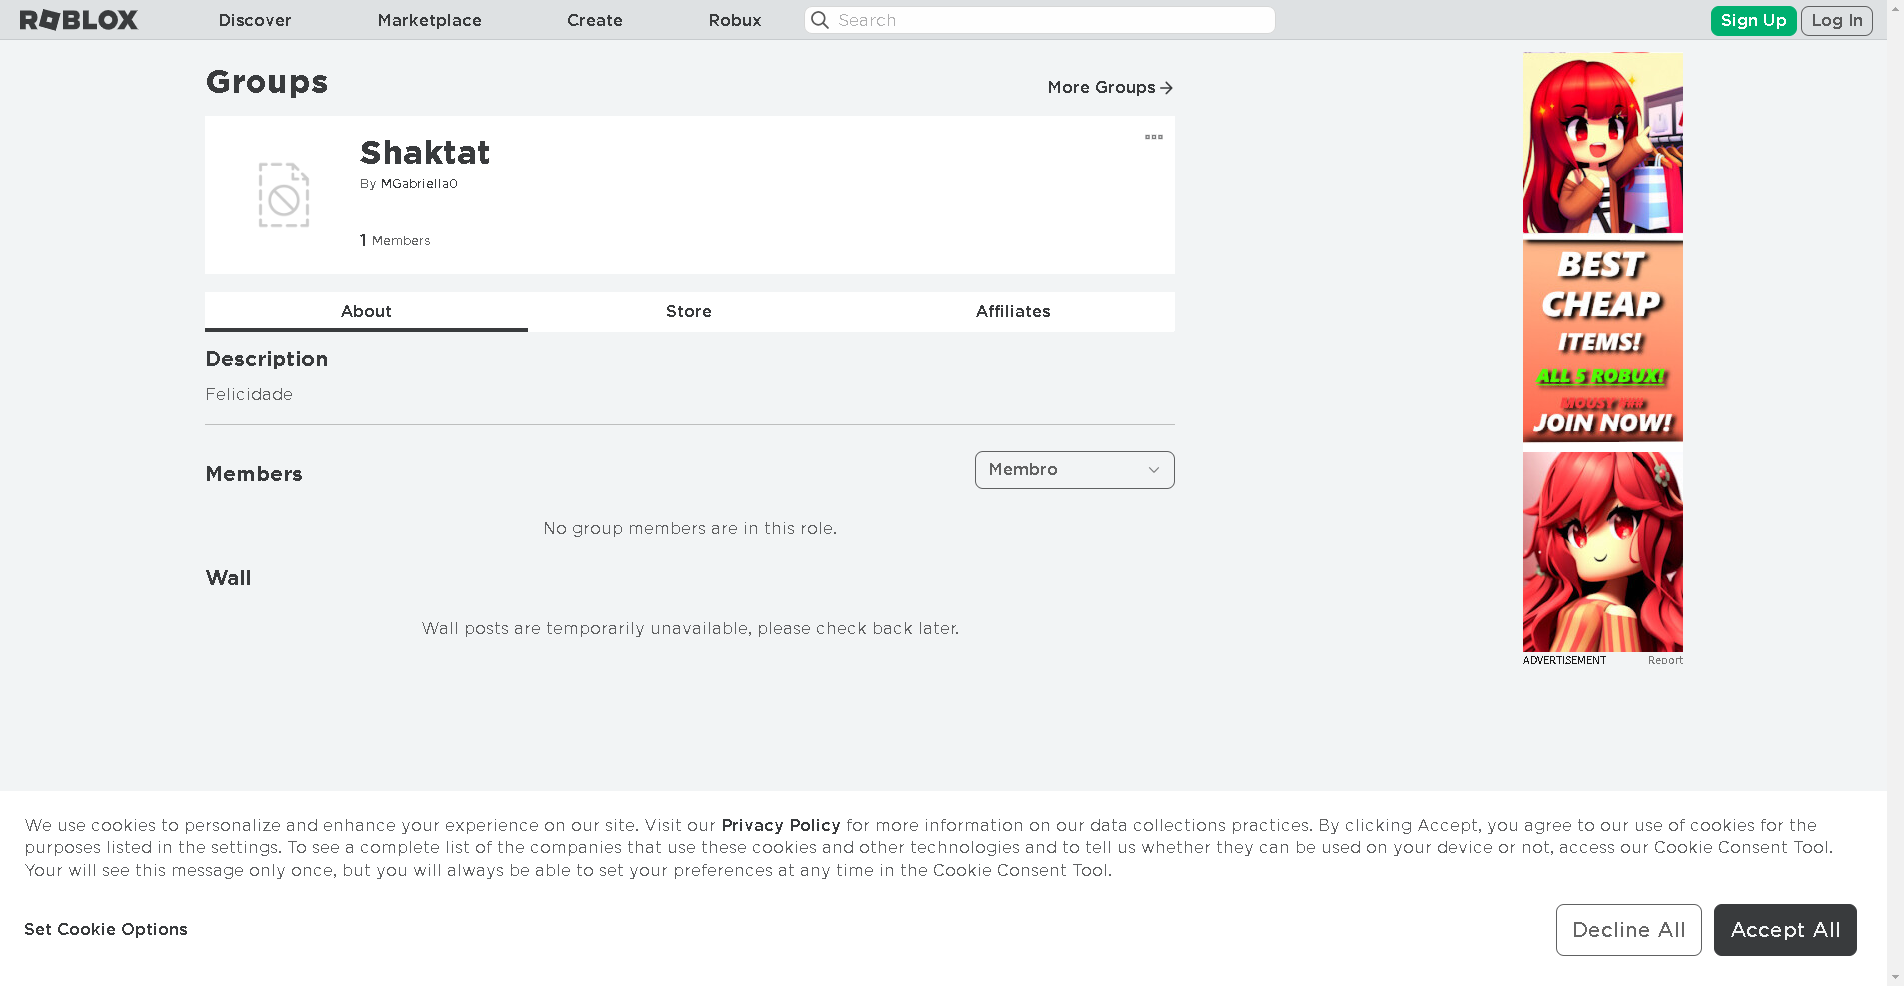 ROBLOX Discover Marketplace Create Robux Search Sign Up Log In
Groups
More Groups
Shaktat
By MGabriella0
1 Members
About Store Affiliates
Description
Felicidade
Members
Membro
No group members are in this role.
Wall
Wall posts are temporarily unavailable, please check back later.
BEST
CHEAP
ITEMS!
ALL 5 ROBUX!
JOIN NOW!
ADVERTISEMENT Report
We use cookies to personalize and enhance your experience on our site. Visit our Privacy Policy for more information on our data collections practices. By clicking Accept, you agree to our use of cookies for the
purposes listed in the settings. To see a complete list of the companies that use these cookies and other technologies and to tell us whether they can be used on your device or not, access our Cookie Consent Tool.
Your will see this message only once, but you will always be able to set your preferences at any time in the Cookie Consent Tool.
Set Cookie Options
Decline All Accept All